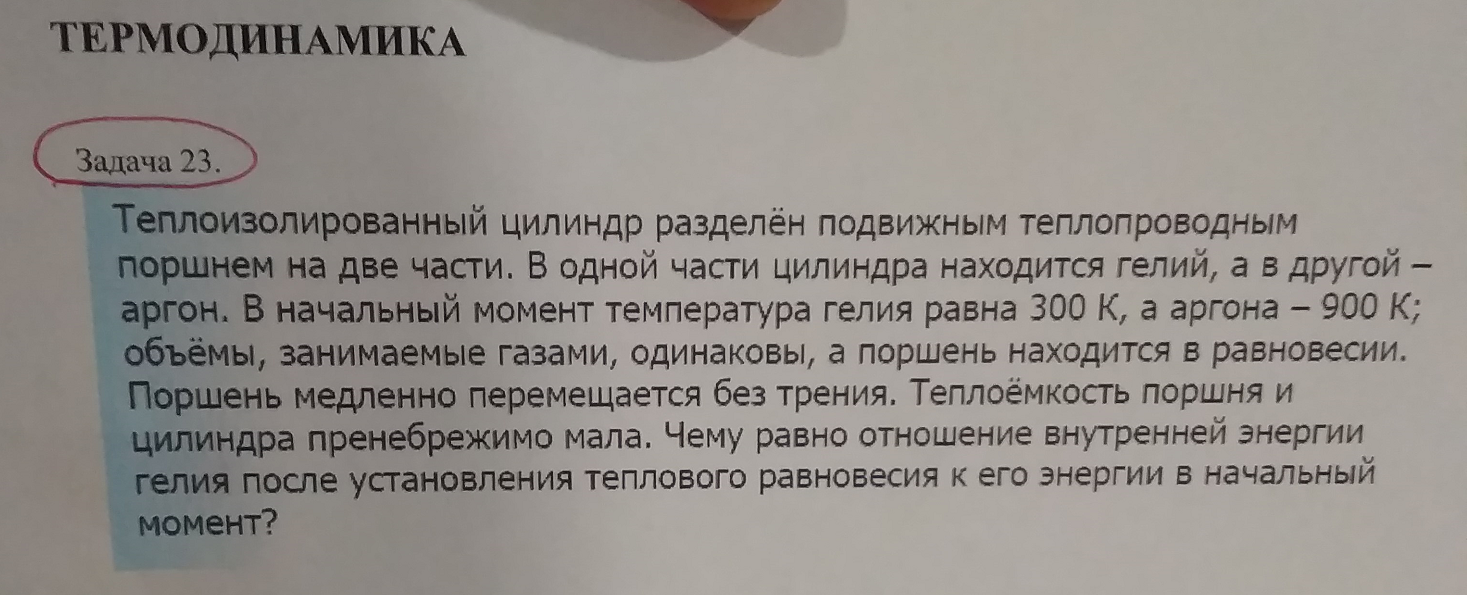 ТЕРМОДИНАМИКА
Задача 23.
Теплоизолированный цилиндр разделён подвижным теплопроводным
поршнем на две части. В одной части цилиндра находится гелий, а в другой –
аргон. В начальный момент температура гелия равна 300 К, а аргона – 900 К;
объёмы, занимаемые газами, одинаковы, а поршень находится в равновесии.
Поршень медленно перемещается без трения. Теплоёмкость поршня и
цилиндра пренебрежимо мала. Чему равно отношение внутренней энергии
гелия после установления теплового равновесия к его энергии в начальный
момент?